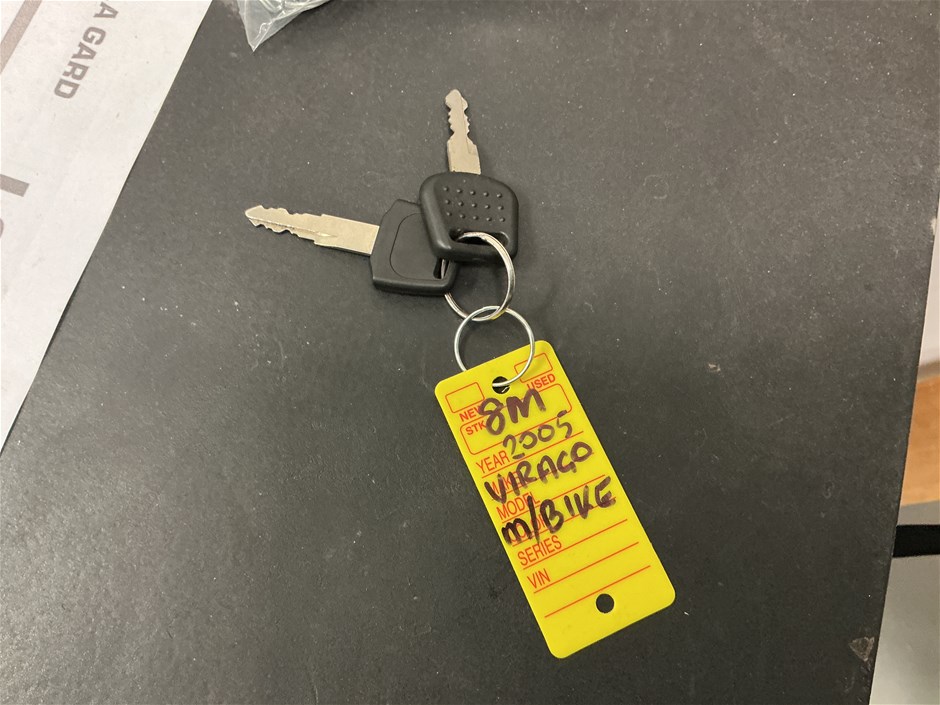 A GARD
NEW USED
8M
STK
YEAR 2005
VIRAGO
MODEL
M/BIKE
SERIES
VIN